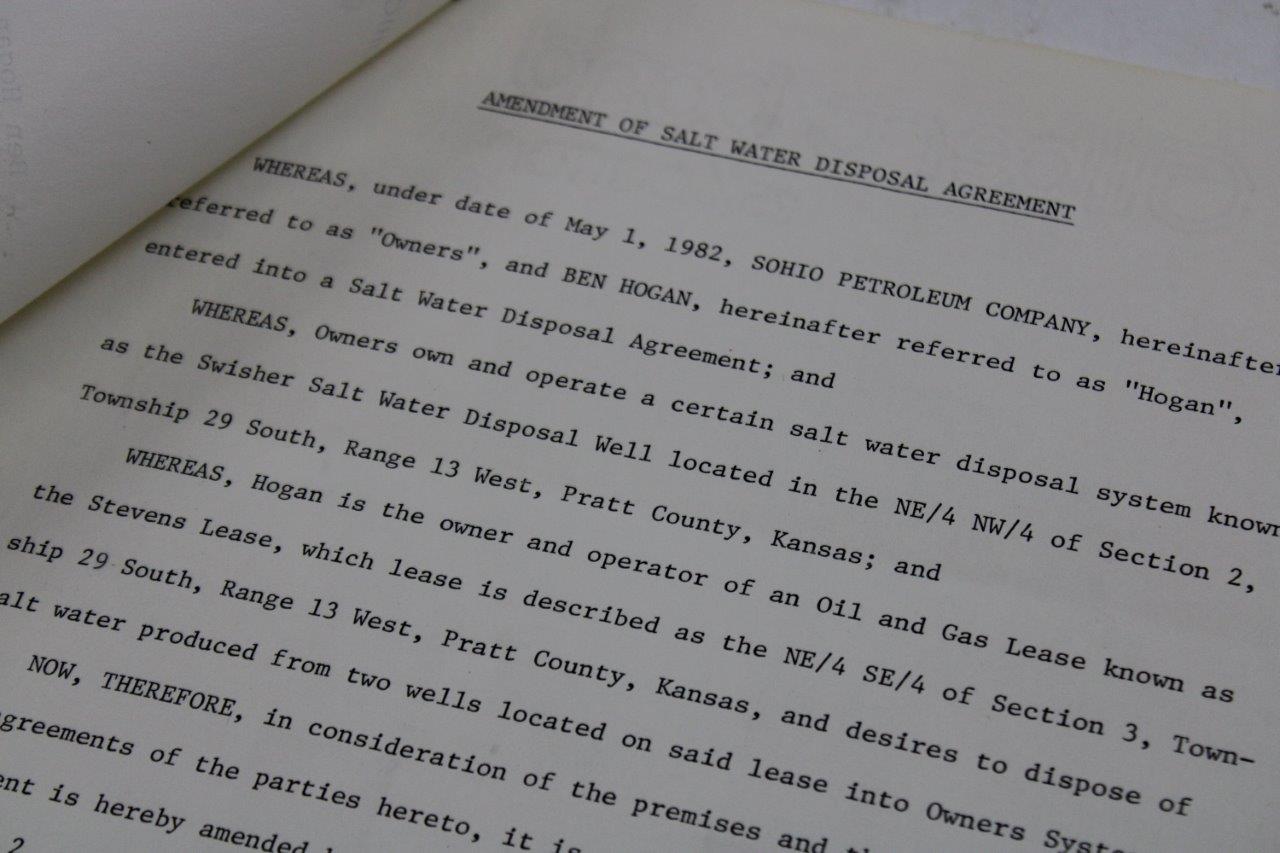 AMENDMENT OF SALT WATER DISPOSAL AGREEMENT
WHEREAS, under date of May 1, 1982, SOHIO PETROLEUM COMPANY, hereinafter
referred to as "Owners", and BEN HOGAN, hereinafter referred to as "Hogan",
entered into a Salt Water Disposal Agreement; and
WHEREAS, Owners own and operate a certain salt water disposal system known
as the Swisher Salt Water Disposal Well located in the NE/4 NW/4 of Section 2,
Township 29 South, Range 13 West, Pratt County, Kansas; and
WHEREAS, Hogan is the owner and operator of an Oil and Gas Lease known as
the Stevens Lease, which lease is described as the NE/4 SE/4 of Section 3, Town-
ship 29 South, Range 13 West, Pratt County, Kansas, and desires to dispose of
alt water produced from two wells located on said lease into Owners Syste
NOW, THEREFORE, in consideration of the premises and
greements of the parties hereto, it is
ent is hereby amended
2